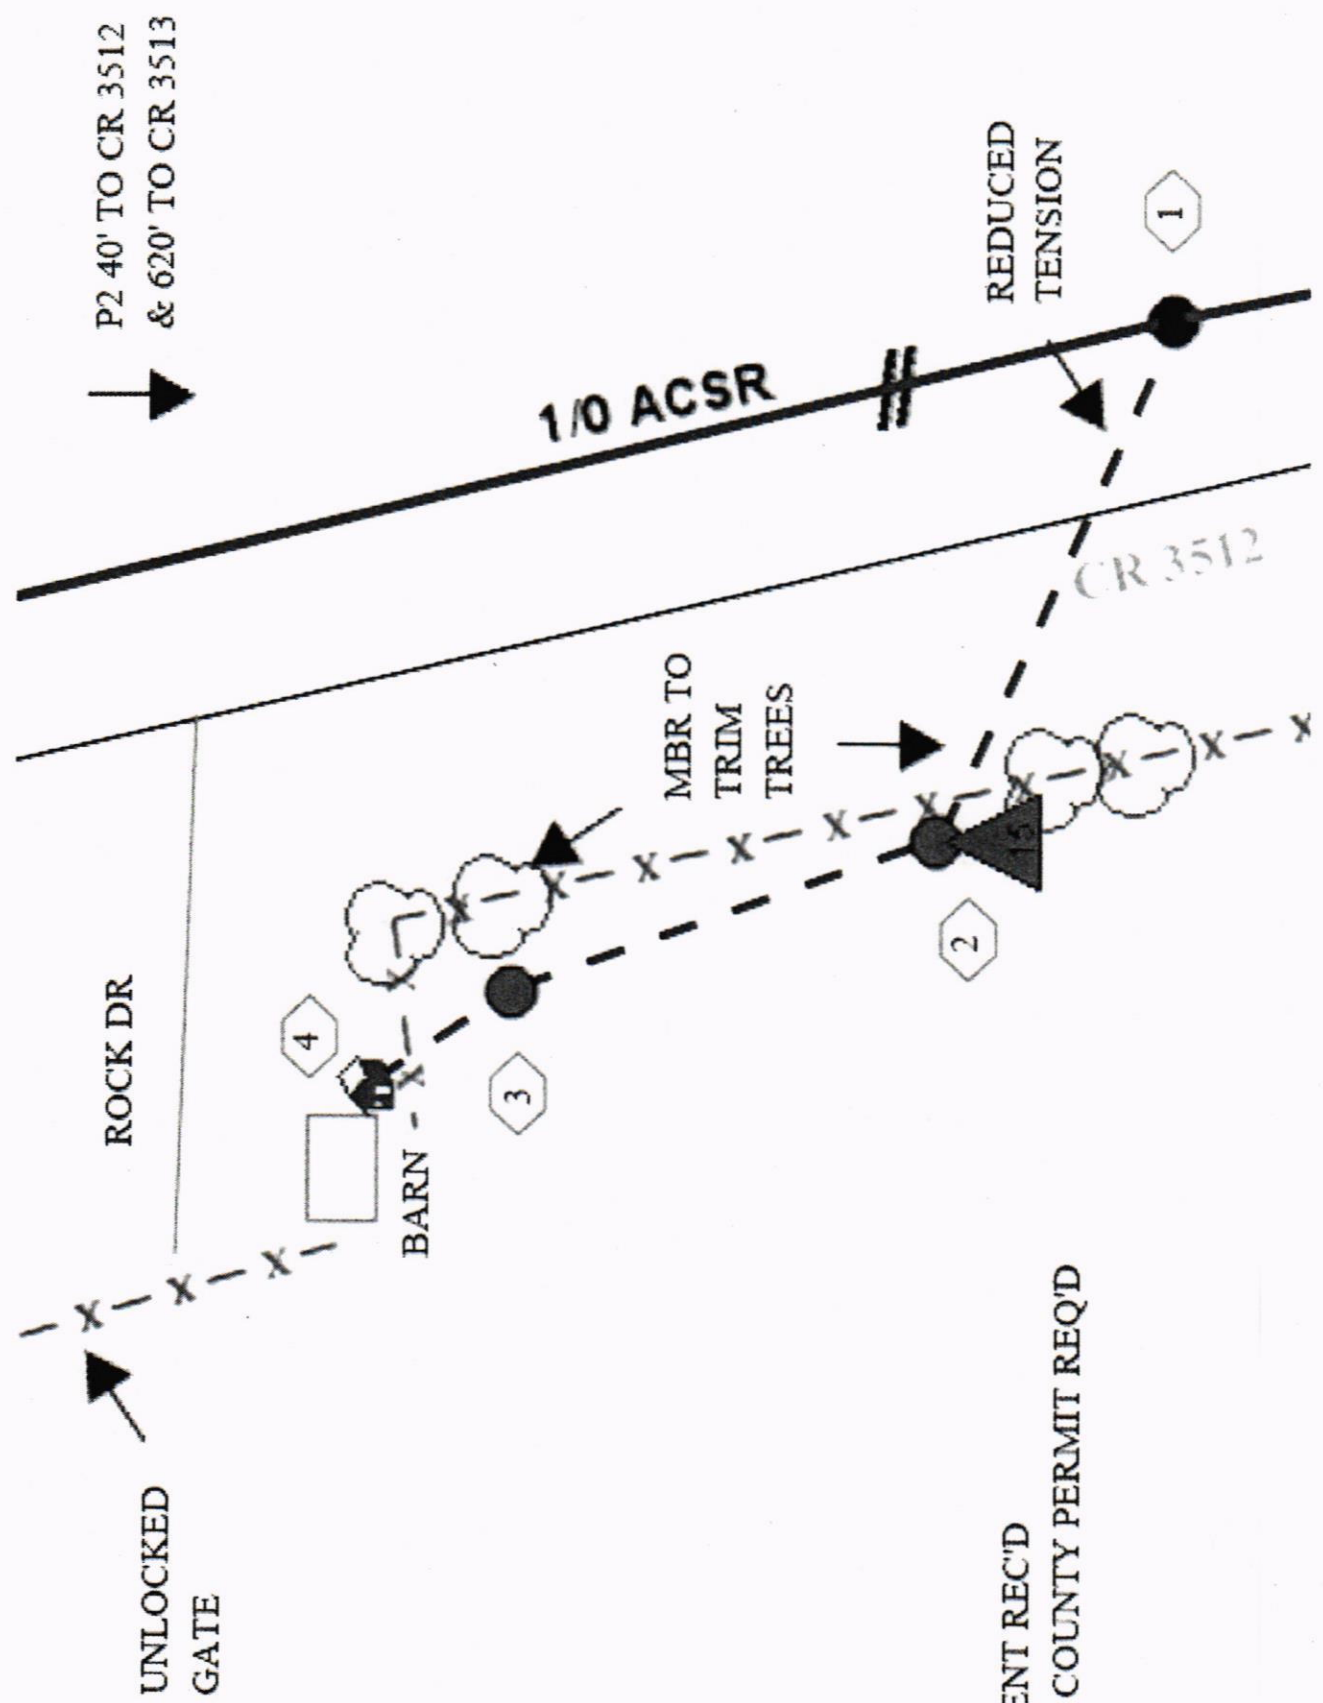 P2 40' TO CR 3512
& 620' TO CR 3513
1/0 ACSR
REDUCED
TENSION
1
CR 3512
MBR TO
TRIM
TREES
ROCK DR
4
3
2
15
BARN
UNLOCKED
GATE
ENT REC'D
COUNTY PERMIT REQ'D